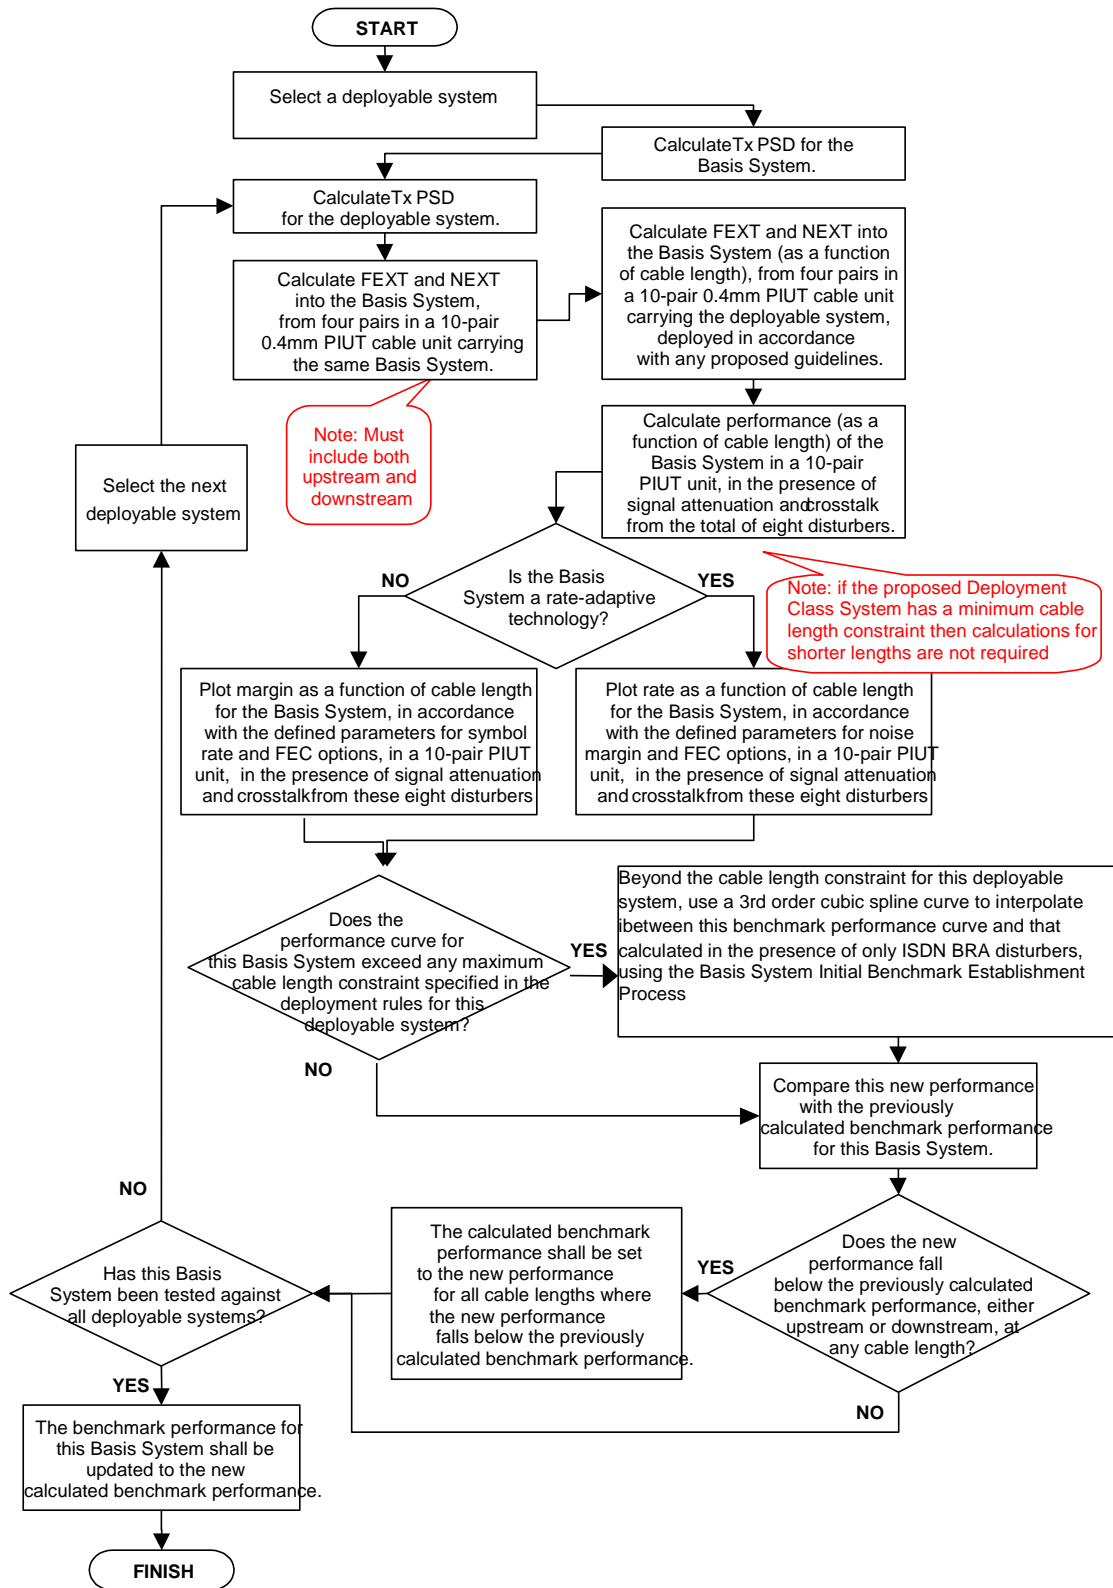 START
Select a deployable system
CalculateTx PSD for the
Basis System.
CalculateTx PSD
for the deployable system.
Calculate FEXT and NEXT
into the Basis System,
from four pairs in a 10-pair
0.4mm PIUT cable unit carrying
the same Basis System.
Note: Must
include both
upstream and
downstream
Calculate FEXT and NEXT into
the Basis System (as a function
of cable length), from four pairs in
a 10-pair 0.4mm PIUT cable unit
carrying the deployable system,
deployed in accordance
with any proposed guidelines.
Calculate performance (as a
function of cable length) of the
Basis System in a 10-pair
PIUT unit, in the presence of
signal attenuation andcrosstalk
from the total of eight disturbers.
Note: if the proposed Deployment
Class System has a minimum cable
length constraint then calculations for
shorter lengths are not required
Select the next
deployable system
Is the Basis
System a rate-adaptive
technology?
NO
YES
Plot margin as a function of cable length
for the Basis System, in accordance
with the defined parameters for symbol
rate and FEC options, in a 10-pair PIUT
unit, in the presence of signal attenuation
and crosstalkfrom these eight disturbers
Plot rate as a function of cable length
for the Basis System, in accordance
with the defined parameters for noise
margin and FEC options, in a 10-pair PIUT
unit, in the presence of signal attenuation
and crosstalkfrom these eight disturbers
Does the
performance curve for
this Basis System exceed any maximum
cable length constraint specified in the
deployment rules for this
deployable system?
YES
NO
Beyond the cable length constraint for this deployable
system, use a 3rd order cubic spline curve to interpolate
ibetween this benchmark performance curve and that
calculated in the presence of only ISDN BRA disturbers,
using the Basis System Initial Benchmark Establishment
Process
Compare this new performance
with the previously
calculated benchmark performance
for this Basis System.
Does the new
performance fall
below the previously calculated
benchmark performance, either
upstream or downstream, at
any cable length?
YES
NO
The calculated benchmark
performance shall be set
to the new performance
for all cable lengths where
the new performance
falls below the previously
calculated benchmark performance.
Has this Basis
System been tested against
all deployable systems?
NO
YES
The benchmark performance for
this Basis System shall be
updated to the new
calculated benchmark performance.
FINISH